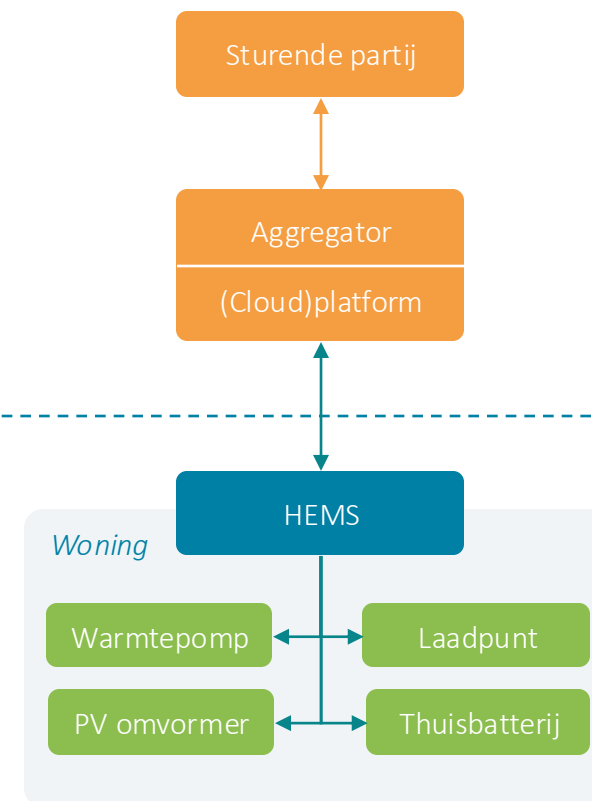 Sturende partij
Aggregator
(Cloud)platform
HEMS
Woning
Warmtepomp
Laadpunt
PV omvormer
Thuisbatterij